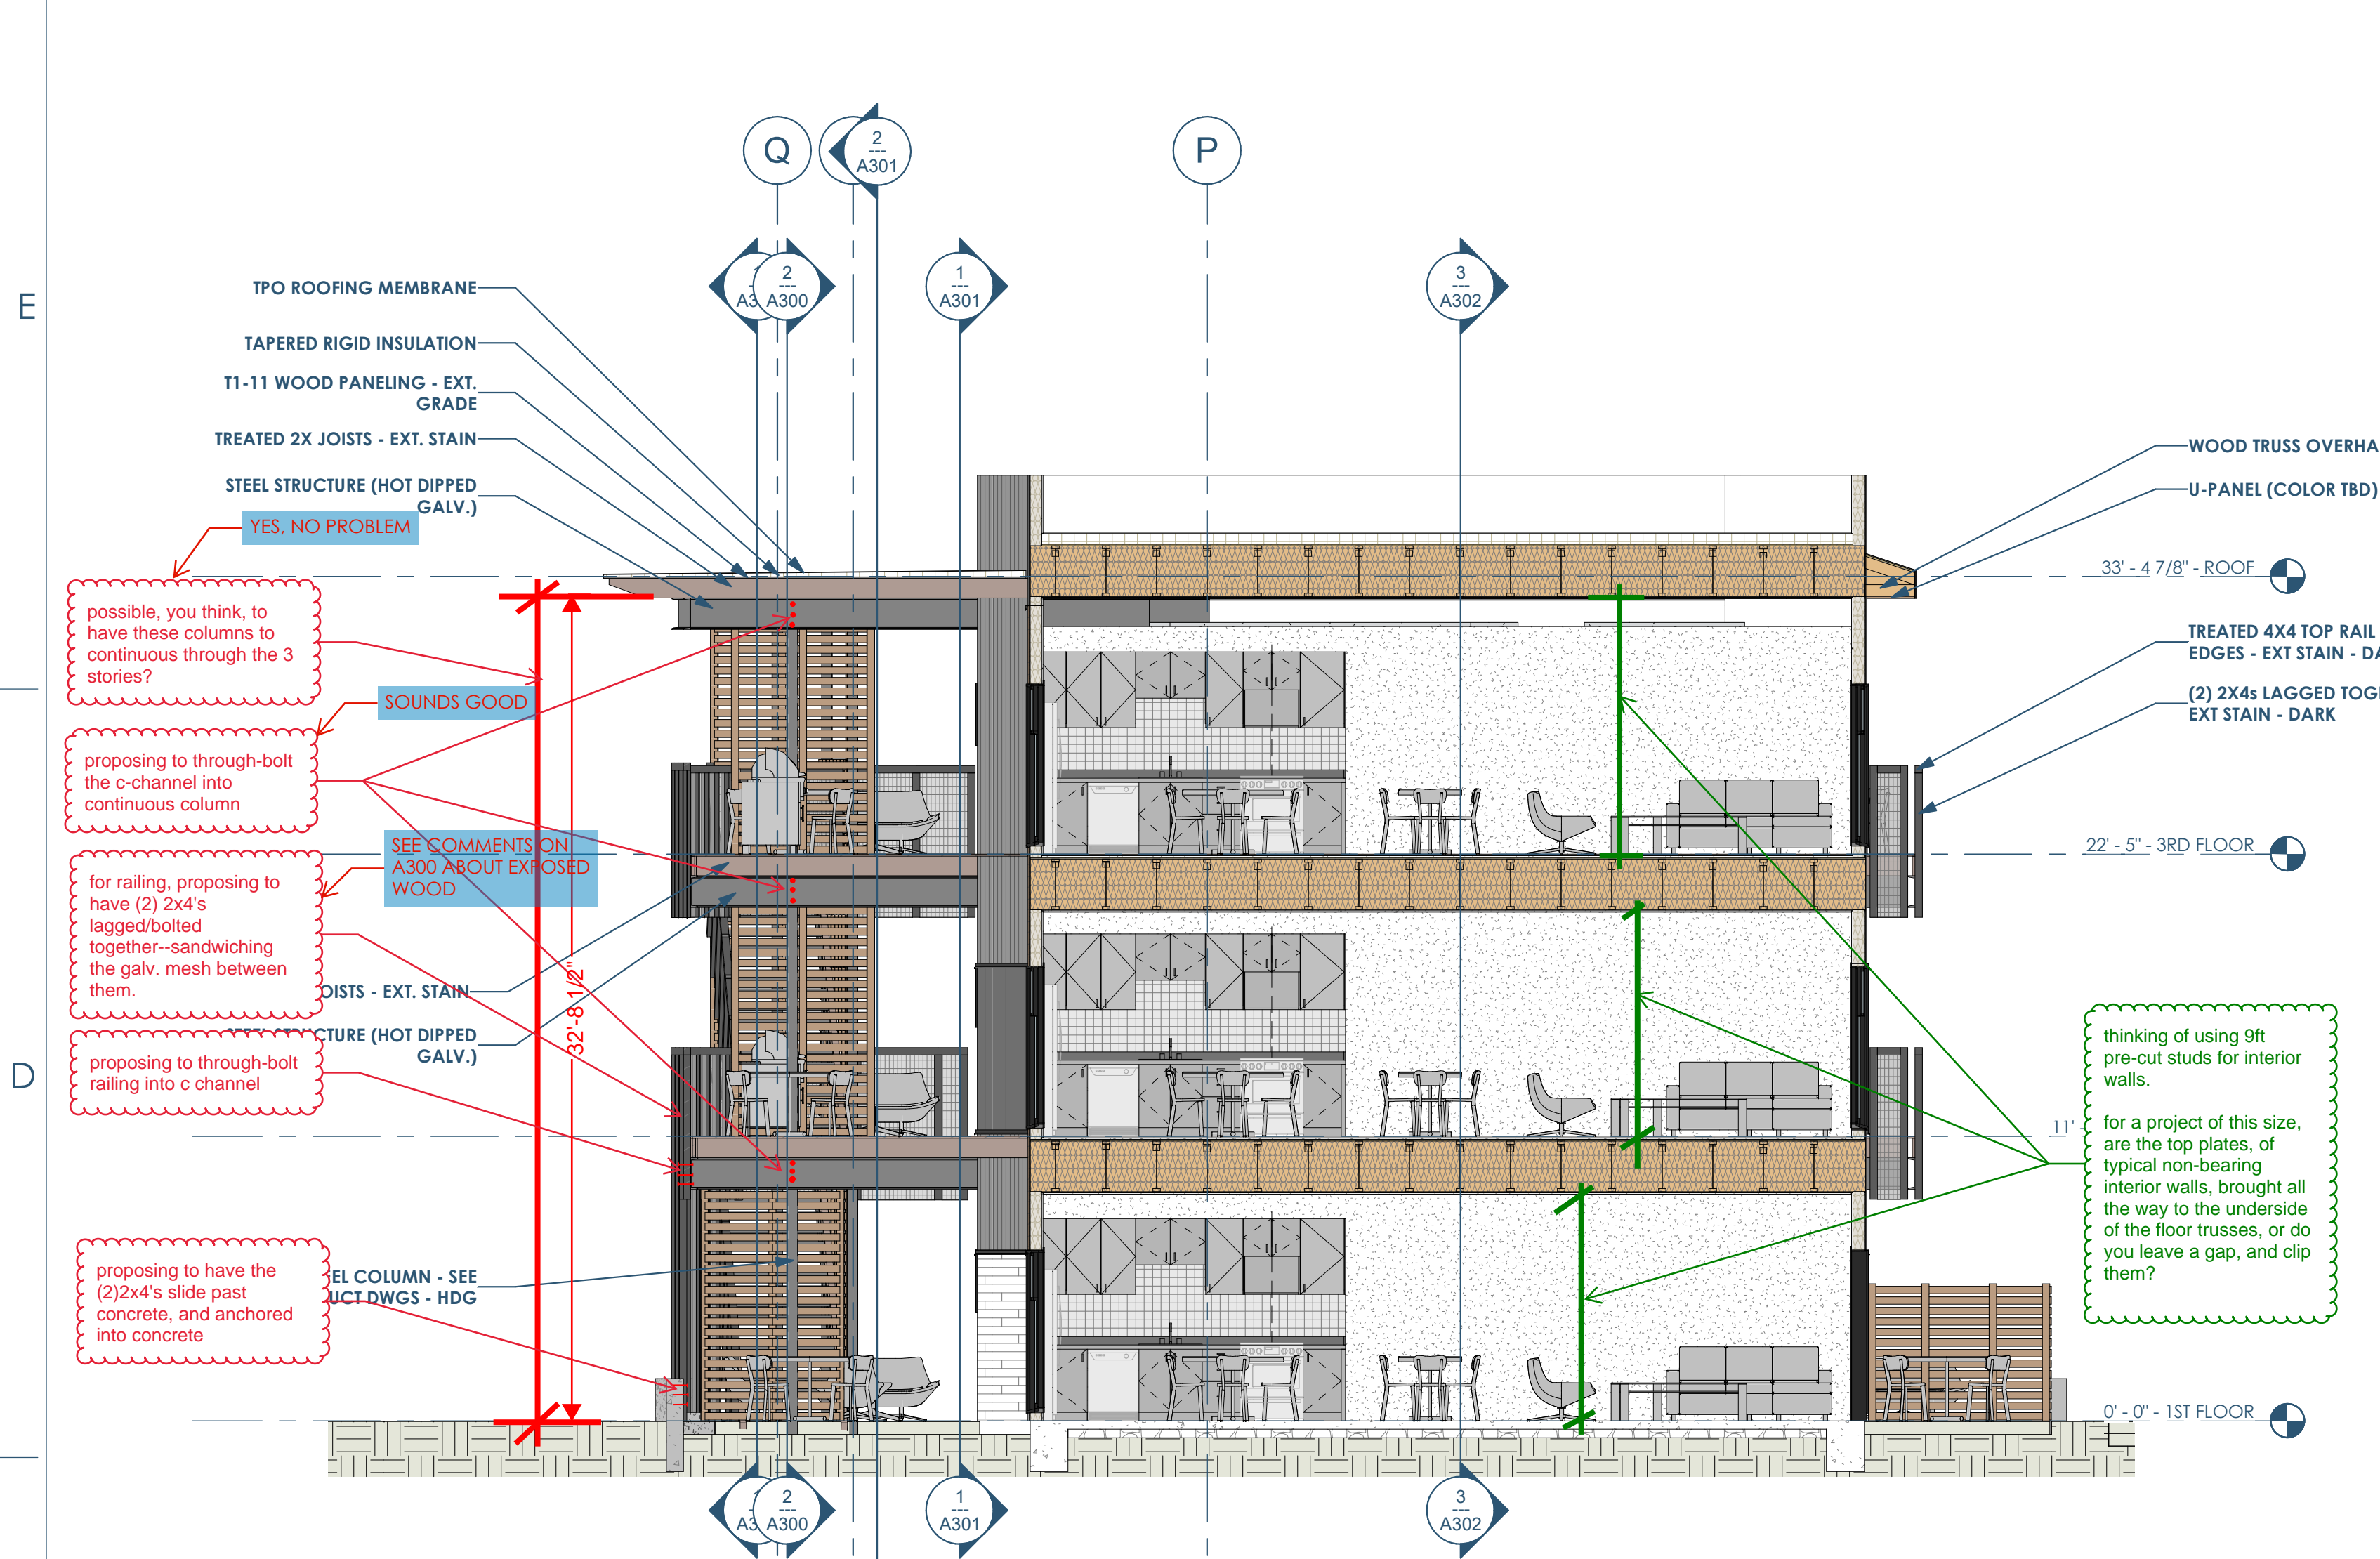 Q
2
---
A301
P
2
---
A300
1
---
A301
3
---
A302
E
TPO ROOFING MEMBRANE
TAPERED RIGID INSULATION
T1-11 WOOD PANELING - EXT.
GRADE
TREATED 2X JOISTS - EXT. STAIN
STEEL STRUCTURE (HOT DIPPED
GALV.)
YES, NO PROBLEM
possible, you think, to
have these columns to
continuous through the 3
stories?
SOUNDS GOOD
proposing to through-bolt
the c-channel into
continuous column
SEE COMMENTS ON
A300 ABOUT EXPOSED
WOOD
for railing, proposing to
have (2) 2x4's
lagged/bolted
together--sandwiching
the galv. mesh between
them.
OISTS - EXT. STAIN
(HOT DIPPED
GALV.)
proposing to through-bolt
railing into c channel
D
32'-8 1/2"
COLUMN - SEE
DWGS - HDG
proposing to have the
(2)2x4's slide past
concrete, and anchored
into concrete
WOOD TRUSS OVERHA
U-PANEL (COLOR TBD)
33' - 4 7/8" - ROOF
TREATED 4X4 TOP RAIL
EDGES - EXT STAIN - DA
(2) 2X4s LAGGED TOG
EXT STAIN - DARK
22' - 5" - 3RD FLOOR
thinking of using 9ft
pre-cut studs for interior
walls.
for a project of this size,
are the top plates, of
typical non-bearing
interior walls, brought all
the way to the underside
of the floor trusses, or do
you leave a gap, and clip
them?
11' -
0' - 0" - 1ST FLOOR
2
---
A300
1
---
A301
3
---
A302